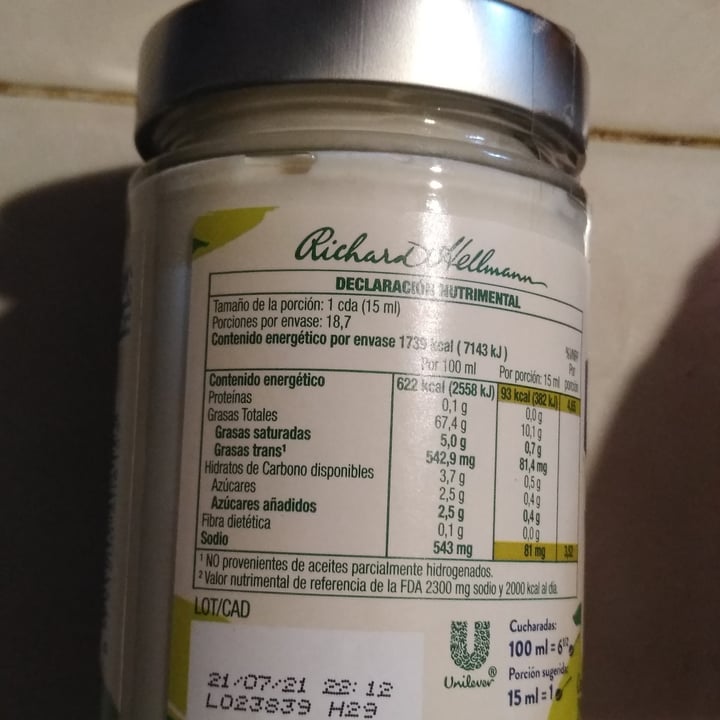 Richard Hellmann
DECLARACIÓN NUTRIMENTAL
Tamaño de la porción: 1 cda (15 ml)
Porciones por envase: 18,7
Contenido energético por envase 1739 kcal (7143 kJ)
Por 100 ml Por porción: 15 ml Por porción
Contenido energético 622 kcal (2558 kJ) 93 kcal (382 kJ) 4,65
Proteínas 0,1 g 0,0 g
Grasas Totales 67,4 g 10,1 g
Grasas saturadas 5,0 g 0,7 g
Grasas trans¹ 542,9 mg 81,4 mg
Hidratos de Carbono disponibles 3,7 g 0,5 g
Azúcares 2,5 g 0,4 g
Azúcares añadidos 2,5 g 0,4 g
Fibra dietética 0,1 g 0,0 g
Sodio 543 mg 81 mg 3,52
¹ NO provenientes de aceites parcialmente hidrogenados.
² Valor nutrimental de referencia de la FDA 2300 mg sodio y 2000 kcal al día.
LOT/CAD
21/07/21 22:12
L023839 H29
Unilever®
Cucharadas:
100 ml = 6
Porción sugerida:
15 ml = 1